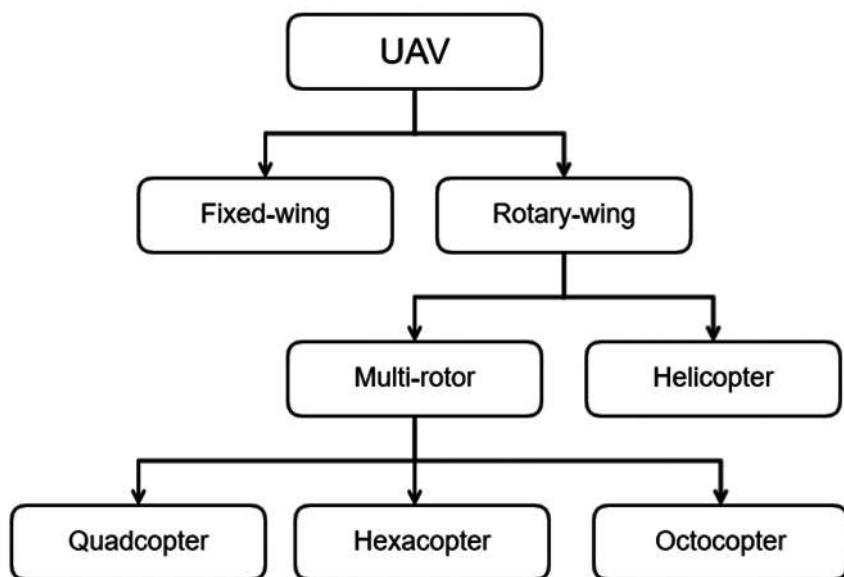 UAV
Fixed-wing
Rotary-wing
Multi-rotor
Helicopter
Quadcopter
Hexacopter
Octocopter